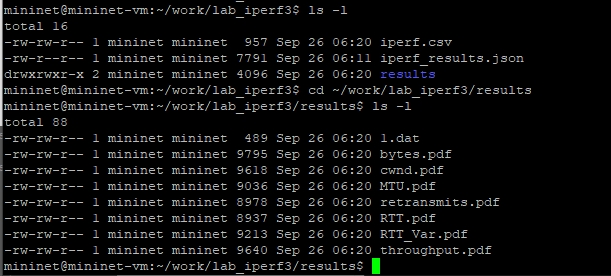 mininet@mininet-vm:~/work/lab_iperf3$ ls -l
total 16
-rw-rw-r-- 1 mininet mininet  957 Sep 26 06:20 iperf.csv
-rw-r--r-- 1 mininet mininet 7791 Sep 26 06:11 iperf_results.json
drwxrwxr-x 2 mininet mininet 4096 Sep 26 06:20 results
mininet@mininet-vm:~/work/lab_iperf3$ cd ~/work/lab_iperf3/results
mininet@mininet-vm:~/work/lab_iperf3/results$ ls -l
total 88
-rw-rw-r-- 1 mininet mininet  489 Sep 26 06:20 1.dat
-rw-rw-r-- 1 mininet mininet 9795 Sep 26 06:20 bytes.pdf
-rw-rw-r-- 1 mininet mininet 9618 Sep 26 06:20 cwnd.pdf
-rw-rw-r-- 1 mininet mininet 9036 Sep 26 06:20 MTU.pdf
-rw-rw-r-- 1 mininet mininet 8978 Sep 26 06:20 retransmits.pdf
-rw-rw-r-- 1 mininet mininet 8937 Sep 26 06:20 RTT.pdf
-rw-rw-r-- 1 mininet mininet 9213 Sep 26 06:20 RTT_Var.pdf
-rw-rw-r-- 1 mininet mininet 9640 Sep 26 06:20 throughput.pdf
mininet@mininet-vm:~/work/lab_iperf3/results$